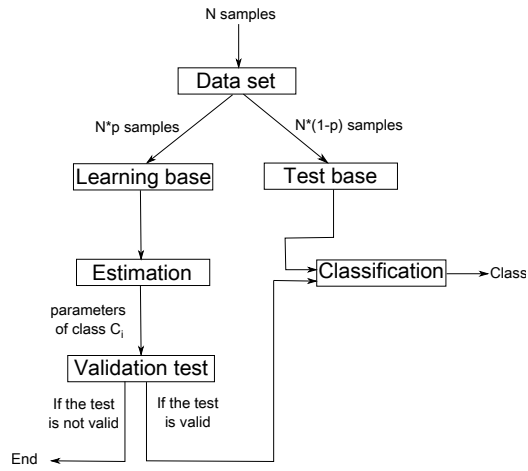 N samples
Data set
N*p samples
N*(1-p) samples
Learning base
Test base
Estimation
Classification
Class
parameters
of class Ci
Validation test
If the test
is not valid
If the test
is valid
End